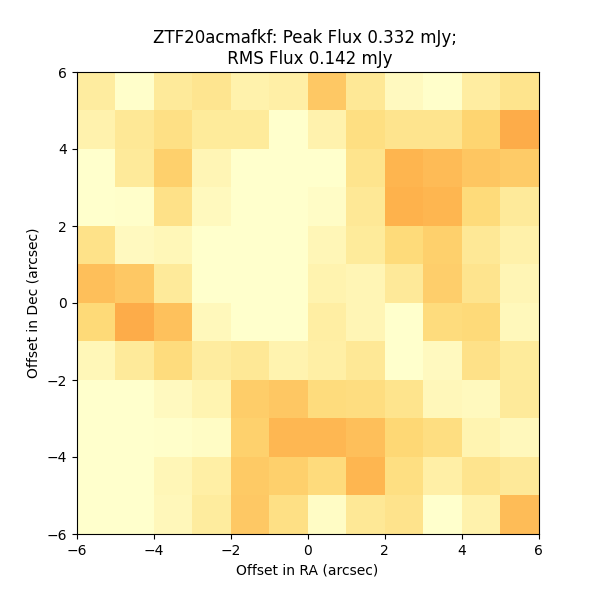 ZTF20acmafkf: Peak Flux 0.332 mJy;
RMS Flux 0.142 mJy
6
4
2
0
−2
−4
−6
Offset in Dec (arcsec)
−6 −4 −2 0 2 4 6
Offset in RA (arcsec)